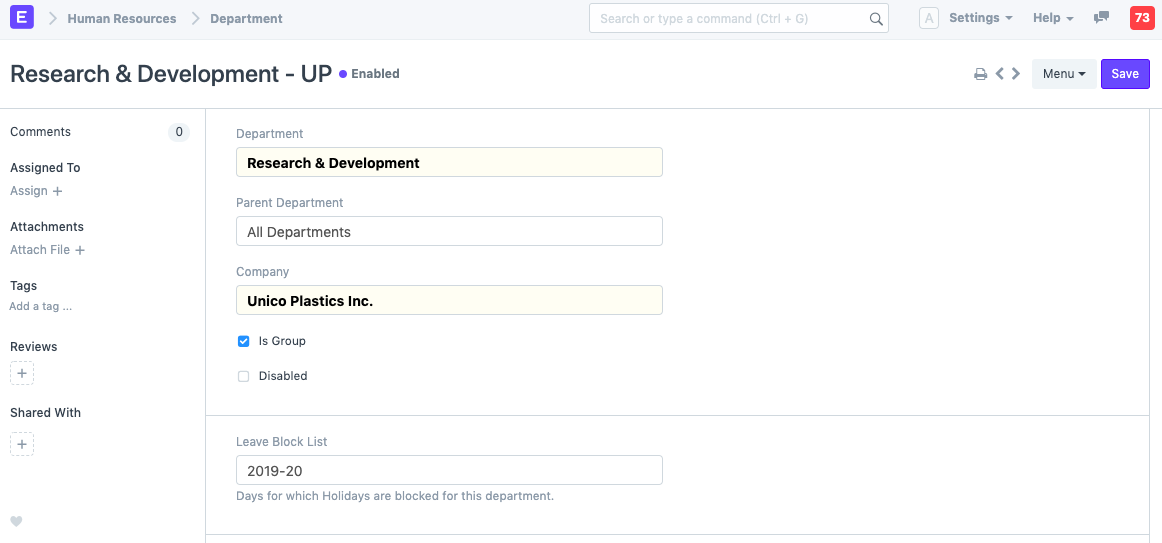 E Human Resources Department Search or type a command (Ctrl + G) A Settings Help 73
Research & Development - UP Enabled Menu Save
Comments 0
Assigned To
Assign +
Attachments
Attach File +
Tags
Add a tag ...
Reviews
+
Shared With
+
Department
Research & Development
Parent Department
All Departments
Company
Unico Plastics Inc.
Is Group
Disabled
Leave Block List
2019-20
Days for which Holidays are blocked for this department.